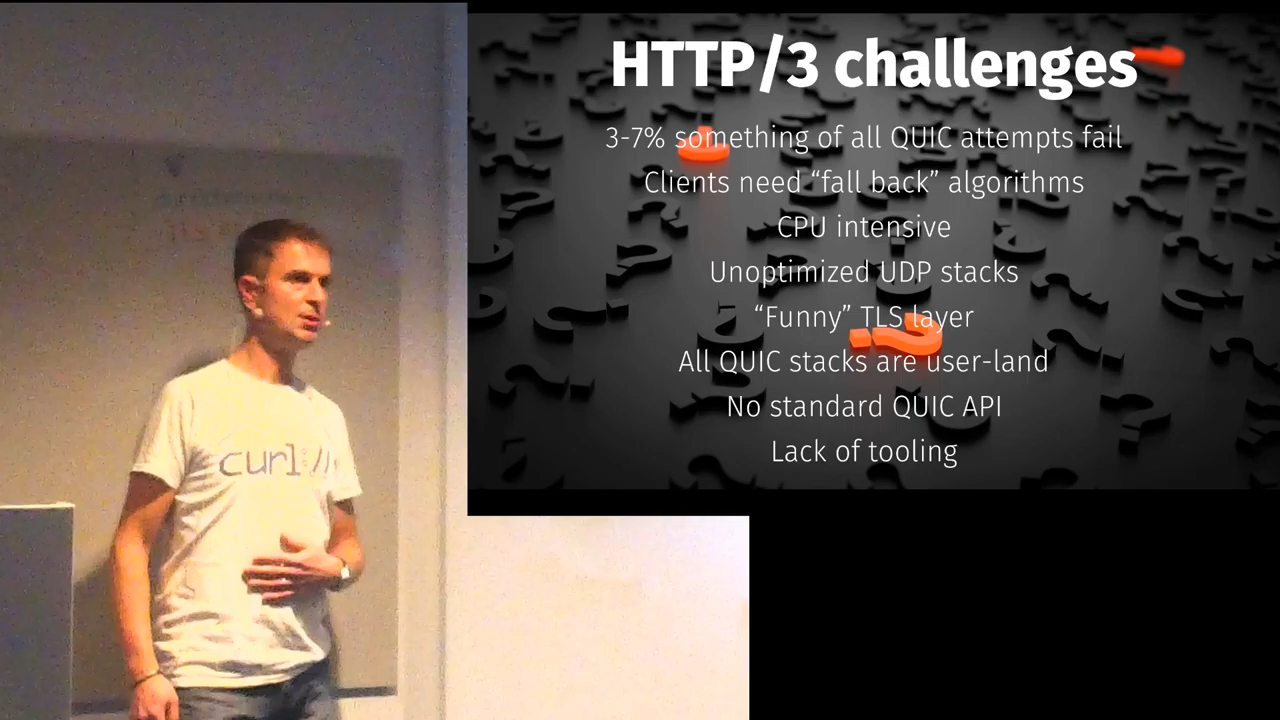 HTTP/3 challenges
3-7% something of all QUIC attempts fail
Clients need “fall back” algorithms
CPU intensive
Unoptimized UDP stacks
“Funny” TLS layer
All QUIC stacks are user-land
No standard QUIC API
Lack of tooling
curl://